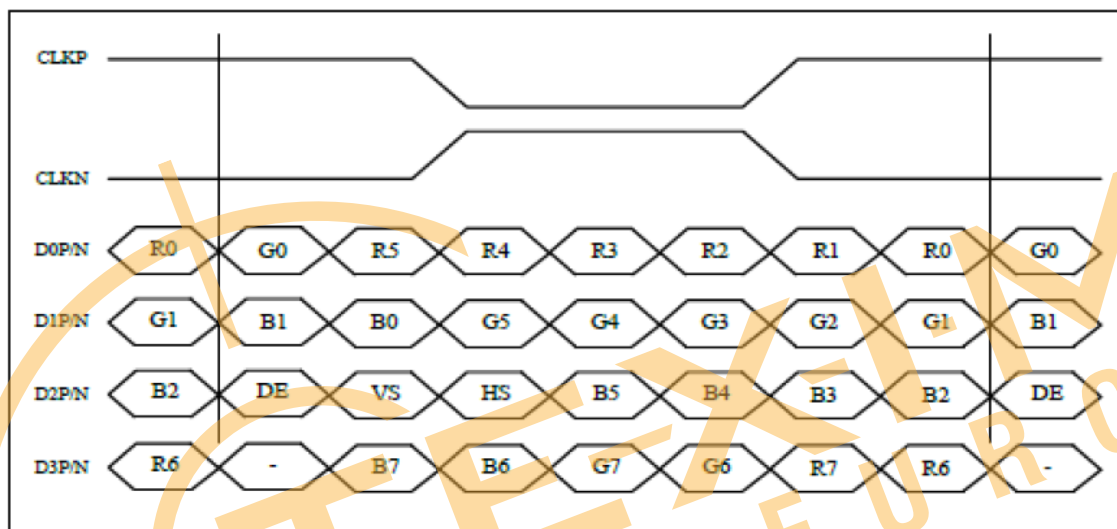 CLKP
CLKN
D0P/N R0 G0 R5 R4 R3 R2 R1 R0 G0
D1P/N G1 B1 B0 G5 G4 G3 G2 G1 B1
D2P/N B2 DE VS HS B5 B4 B3 B2 DE
D3P/N R6 - B7 B6 G7 G6 R7 R6 -